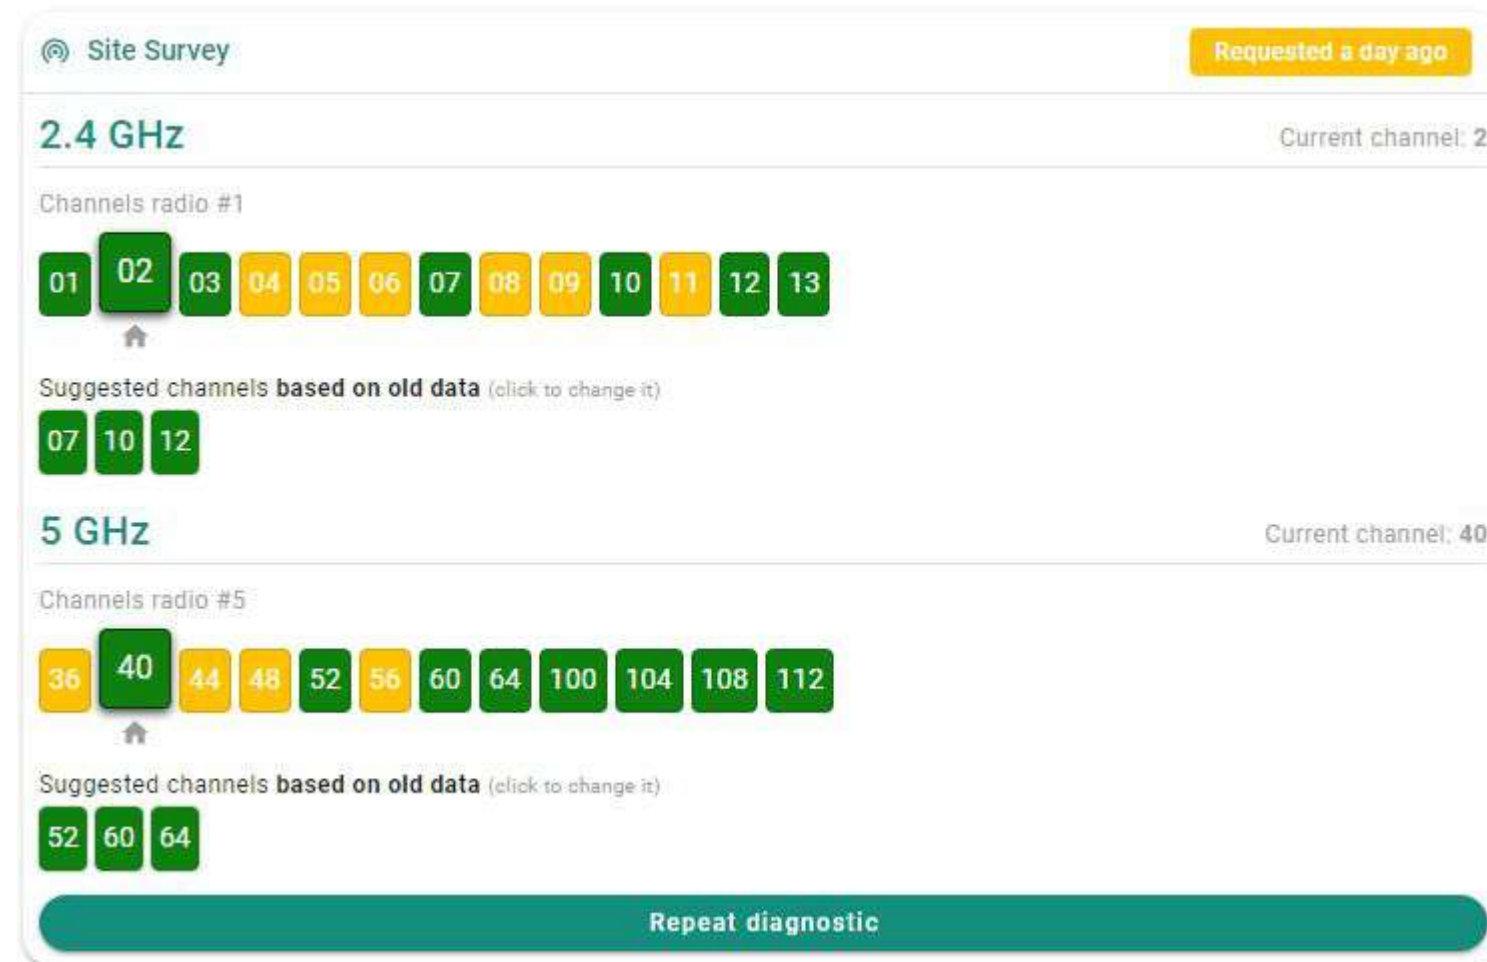 Site Survey
Requested a day ago
2.4 GHz
Current channel: 2
Channels radio #1
01 02 03 04 05 06 07 08 09 10 11 12 13
Suggested channels based on old data (click to change it)
07 10 12
5 GHz
Current channel: 40
Channels radio #5
36 40 44 48 52 56 60 64 100 104 108 112
Suggested channels based on old data (click to change it)
52 60 64
Repeat diagnostic